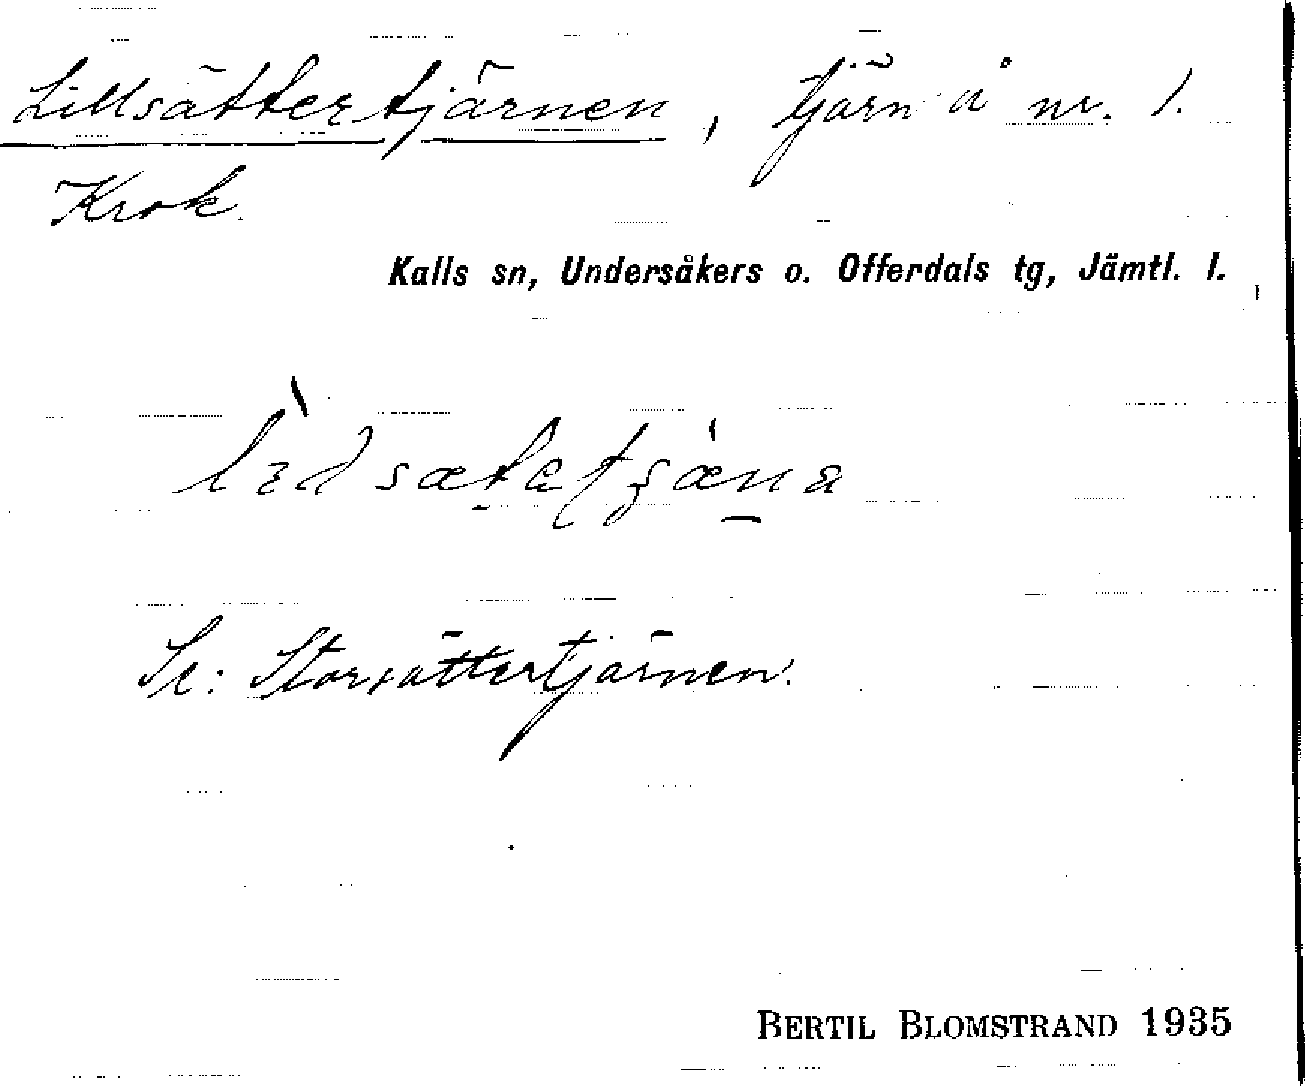 Lillsättertjärnen, tjärn å nr. 1.
Krok.
Kalls sn, Undersåkers o. Offerdals tg, Jämtl. l.
Se: Storsättertjärnen.
BERTIL BLOMSTRAND 1935